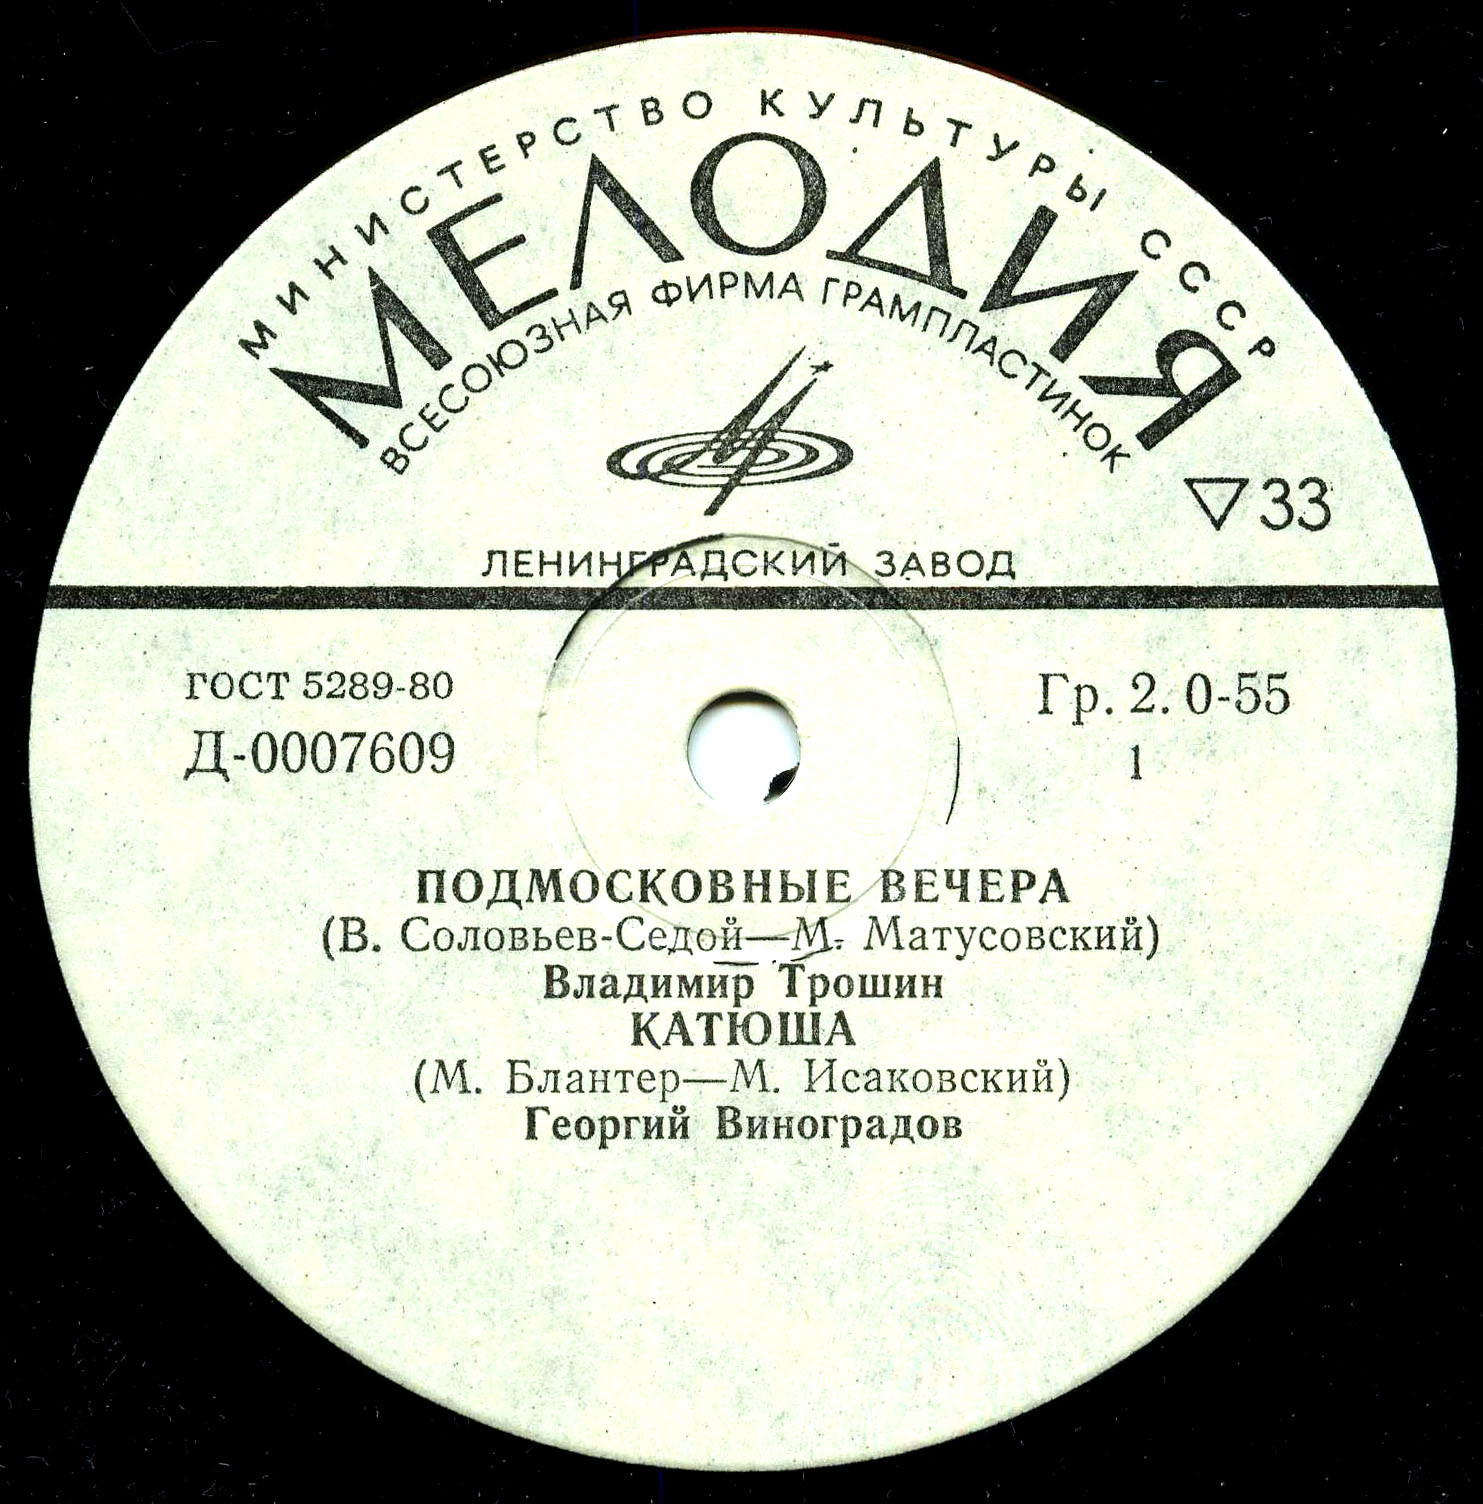 МИНИСТЕРСТВО КУЛЬТУРЫ СССР
МЕЛОДИЯ
ВСЕСОЮЗНАЯ ФИРМА ГРАМПЛАСТИНОК
▽33
ЛЕНИНГРАДСКИЙ ЗАВОД
ГОСТ 5289-80
Гр. 2. 0-55
Д-0007609
1
ПОДМОСКОВНЫЕ ВЕЧЕРА
(В. Соловьев-Седой—М. Матусовский)
Владимир Трошин
КАТЮША
(М. Блантер—М. Исаковский)
Георгий Виноградов